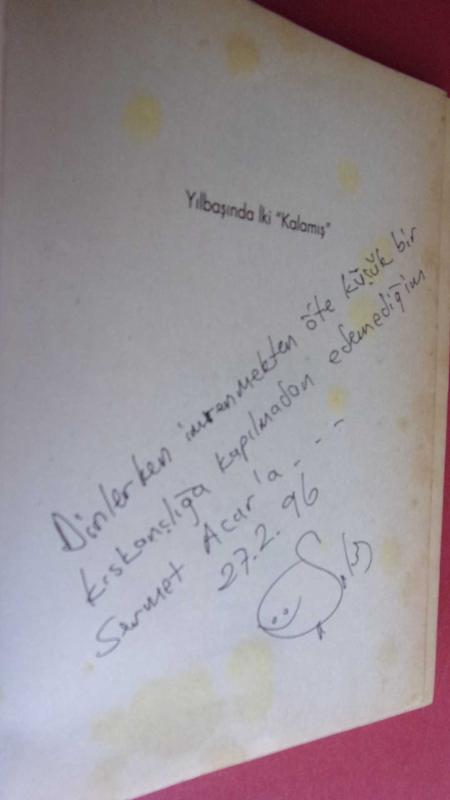 Yılbaşında İki "Kalamış"
Dinlerken imrenmekten öte küçük bir
kıskançlığa kapılmadan edemediğim
Sermet Acar'a - - -
27.2.96